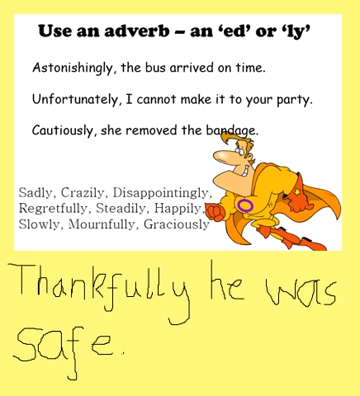 Use an adverb – an ‘ed’ or ‘ly’
Astonishingly, the bus arrived on time.
Unfortunately, I cannot make it to your party.
Cautiously, she removed the bandage.
Sadly, Crazily, Disappointingly,
Regretfully, Steadily, Happily,
Slowly, Mournfully, Graciously
Thankfully he was
safe.